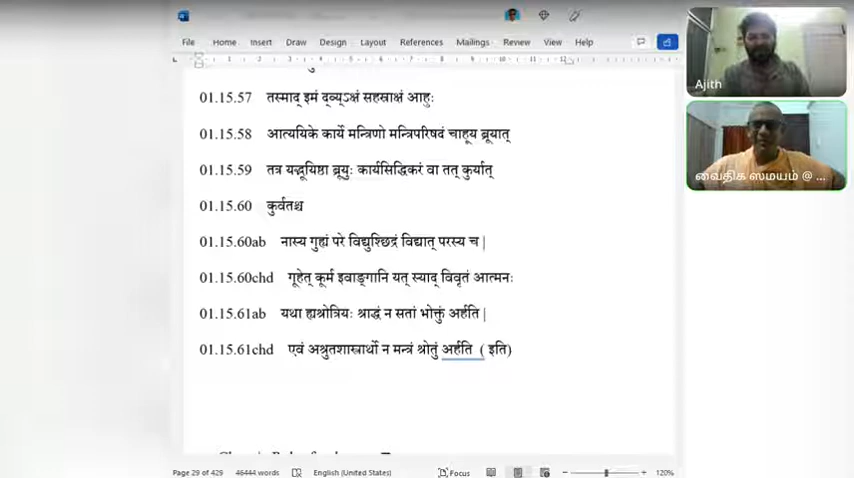 File Home Insert Draw Design Layout References Mailings Review View Help
01.15.57 तस्माद् इमं द्व्यऽक्षं सहस्राक्षं आहुः
01.15.58 आत्ययिके कार्ये मन्त्रिणो मन्त्रिपरिषदं चाहूय ब्रूयात्
01.15.59 तत्र यद्भूयिष्ठा ब्रूयुः कार्यसिद्धिकरं वा तत् कुर्यात्
01.15.60 कुर्वतश्च
01.15.60ab नास्य गुह्यं परे विद्युश्छिद्रं विद्यात् परस्य च |
01.15.60chd गूहेत् कूर्म इवाङ्गानि यत् स्याद् विवृतं आत्मनः
01.15.61ab यथा ह्यश्रोत्रियः श्राद्धं न सतां भोक्तुं अर्हति |
01.15.61chd एवं अश्रुतशास्त्रार्थो न मन्त्रं श्रोतुं अर्हति ( इति)
Page 29 of 429 46444 words English (United States) Focus 120%
Ajith
வைதிக ஸமயம் @ ...